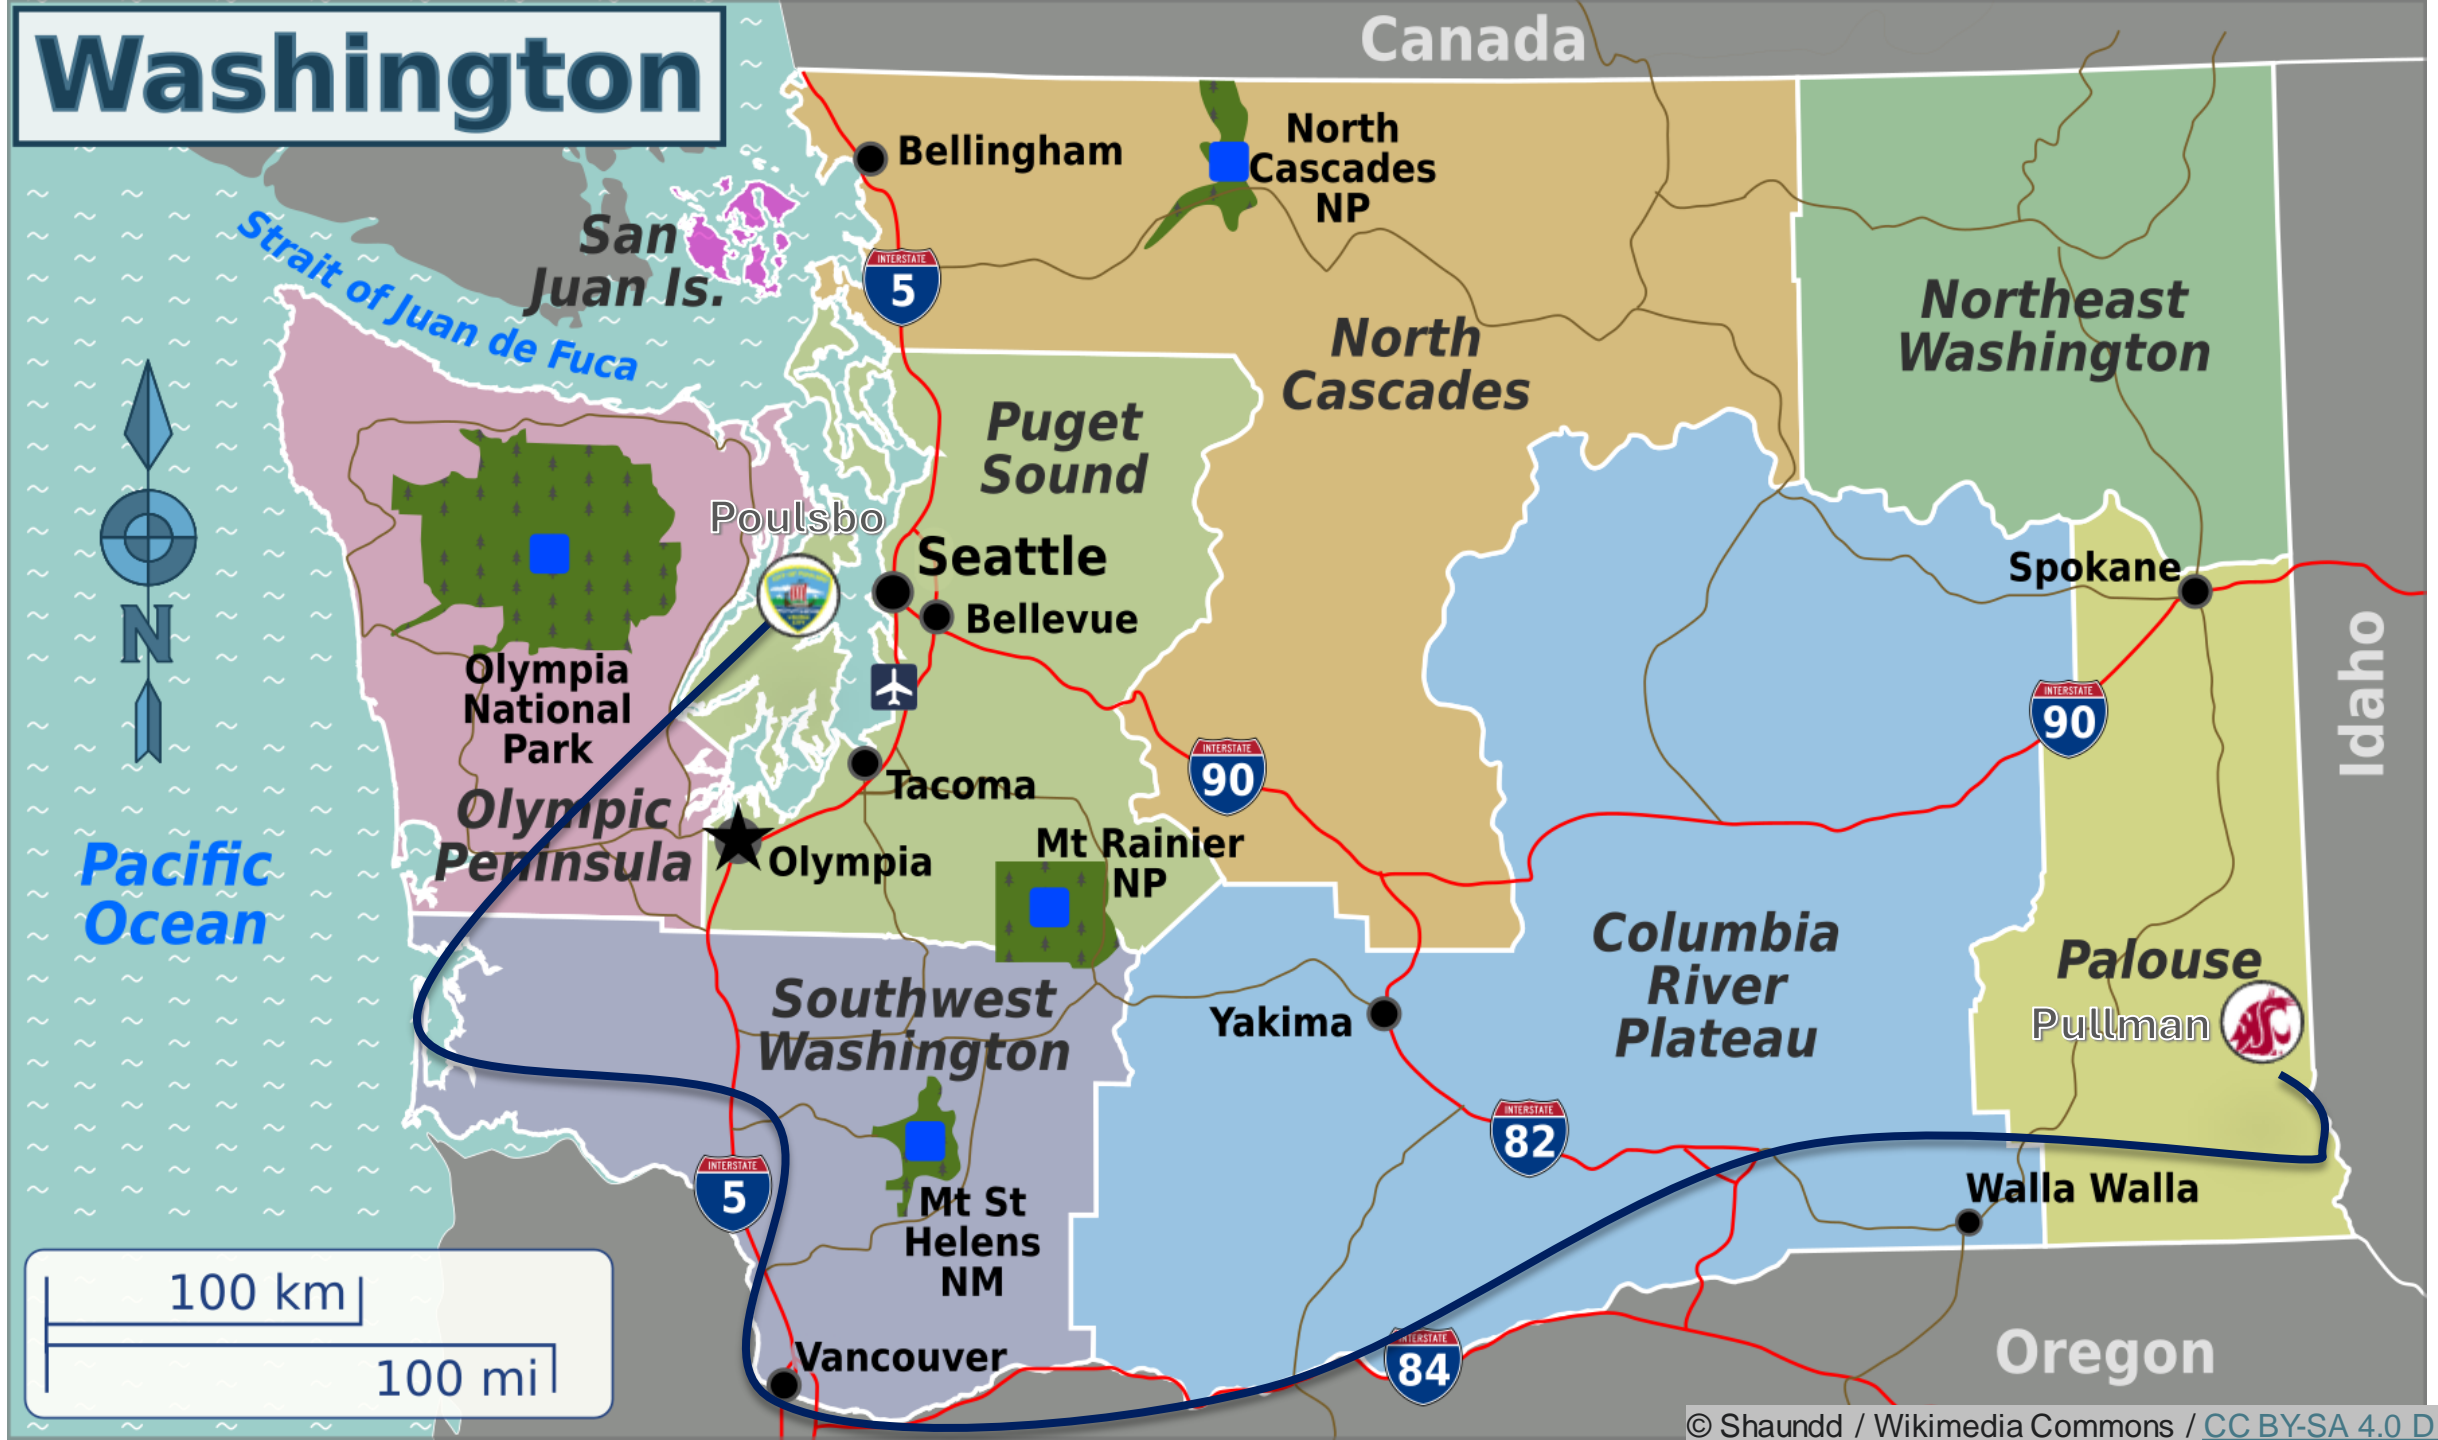 Washington
Canada
Bellingham
North
Cascades
NP
San
Juan Is.
Strait of Juan de Fuca
INTERSTATE
5
North
Cascades
Northeast
Washington
Puget
Sound
Poulsbo
Seattle
Bellevue
Spokane
N
Olympia
National
Park
Idaho
INTERSTATE
90
INTERSTATE
90
Tacoma
Olympic
Peninsula
Olympia
Mt Rainier
NP
Pacific
Ocean
Columbia
River
Plateau
Palouse
Pullman
Southwest
Washington
Yakima
INTERSTATE
82
INTERSTATE
5
Mt St
Helens
NM
Walla Walla
100 km
100 mi
Vancouver
INTERSTATE
84
Oregon
© Shaundd / Wikimedia Commons / CC BY-SA 4.0 D